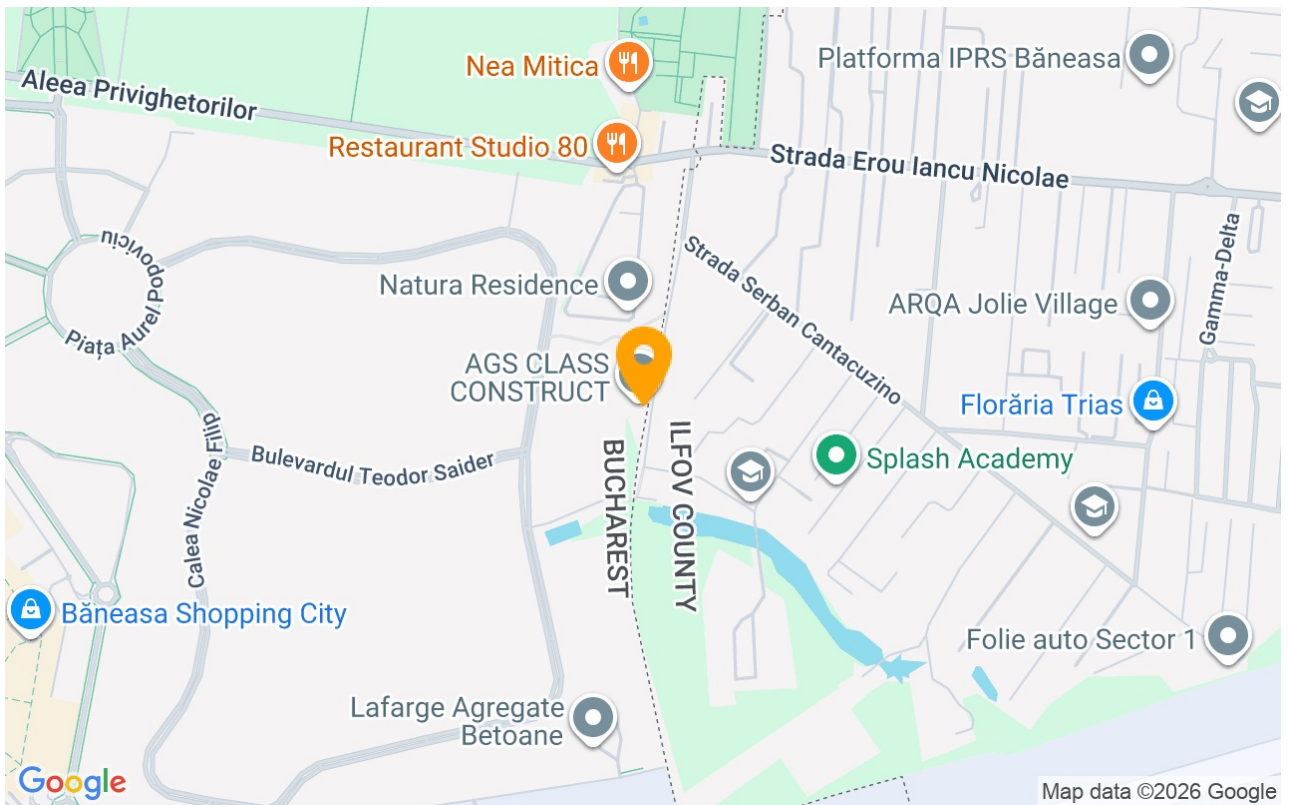 Nea Mitica
Platforma IPRS Băneasa
Aleea Privighetorilor
Restaurant Studio 80
Strada Erou Iancu Nicolae
Piața Aurel Popoviciu
Natura Residence
Strada Serban Cantacuzino
Gamma-Delta
ARQA Jolie Village
AGS CLASS
CONSTRUCT
Florăria Trias
Calea Nicolae Filip
Bulevardul Teodor Saider
BUCHAREST
ILFOV COUNTY
Splash Academy
Băneasa Shopping City
Folie auto Sector 1
Lafarge Agregate
Betoane
Google
Map data ©2026 Google